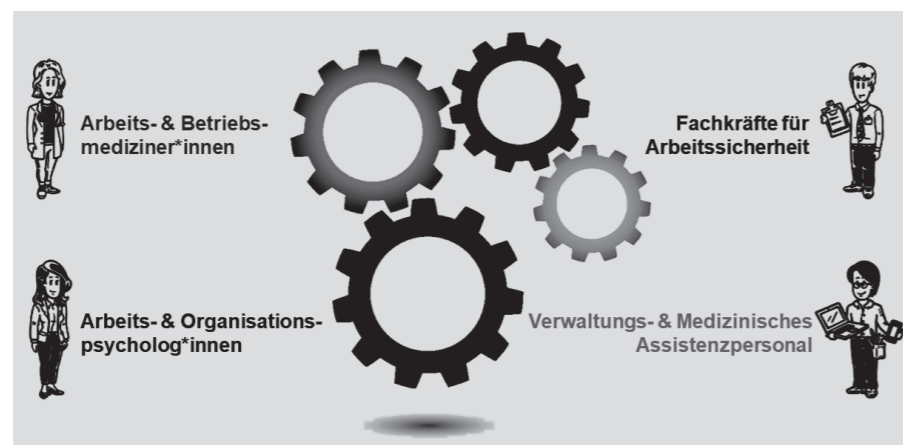 Arbeits- & Betriebs-
mediziner*innen
Fachkräfte für
Arbeitssicherheit
Arbeits- & Organisations-
psycholog*innen
Verwaltungs- & Medizinisches
Assistenzpersonal